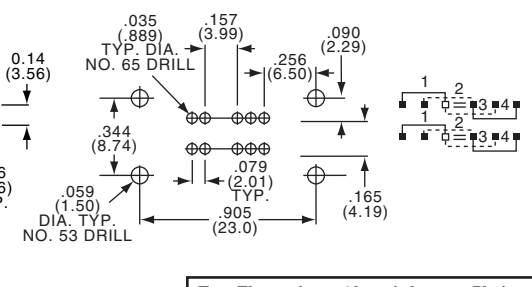 0.14
(3.56)
.035
(.889)
TYP. DIA.
NO. 65 DRILL
.157
(3.99)
.256
(6.50)
.090
(2.29)
.344
(8.74)
.059
(1.50)
DIA. TYP.
NO. 53 DRILL
.079
(2.01)
TYP.
.905
(23.0)
.165
(4.19)
1 2 3 4
1 2 3 4